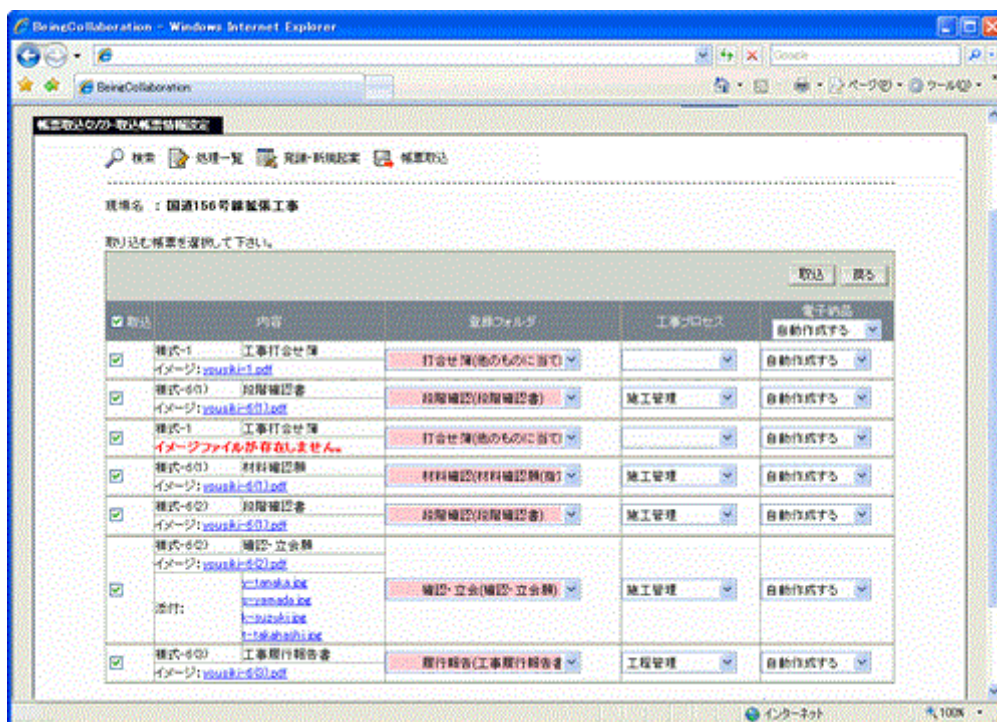 BeingCollaboration - Windows Internet Explorer
Google
BeingCollaboration
ページ(P) ツール(O)
帳票取込(2/2)-取込帳票情報設定
検索 処理一覧 発議・新規起案 帳票取込
現場名 : 国道156号線拡張工事
取り込む帳票を選択して下さい。
取込 戻る
取込 内容 登録フォルダ 工事プロセス 電子納品
自動作成する
様式-1 工事打合せ簿
イメージ:yousiki-1.pdf
打合せ簿(他のものに当て 自動作成する
様式-6(1) 段階確認書
イメージ:yousiki-6(1).pdf
段階確認(段階確認書) 施工管理 自動作成する
様式-1 工事打合せ簿
イメージファイルが存在しません。
打合せ簿(他のものに当て 自動作成する
様式-6(1) 材料確認願
イメージ:yousiki-6(1).pdf
材料確認(材料確認願(指 施工管理 自動作成する
様式-6(2) 段階確認書
イメージ:yousiki-6(1).pdf
段階確認(段階確認書) 施工管理 自動作成する
様式-6(2) 確認・立会願
イメージ:yousiki-6(2).pdf
添付:
y-tanaka.jpg
s-yamada.jpg
k-suzuki.jpg
t-takahashi.jpg
確認・立会(確認・立会願) 施工管理 自動作成する
様式-6(3) 工事履行報告書
イメージ:yousiki-6(3).pdf
履行報告(工事履行報告書 工程管理 自動作成する
インターネット 100%